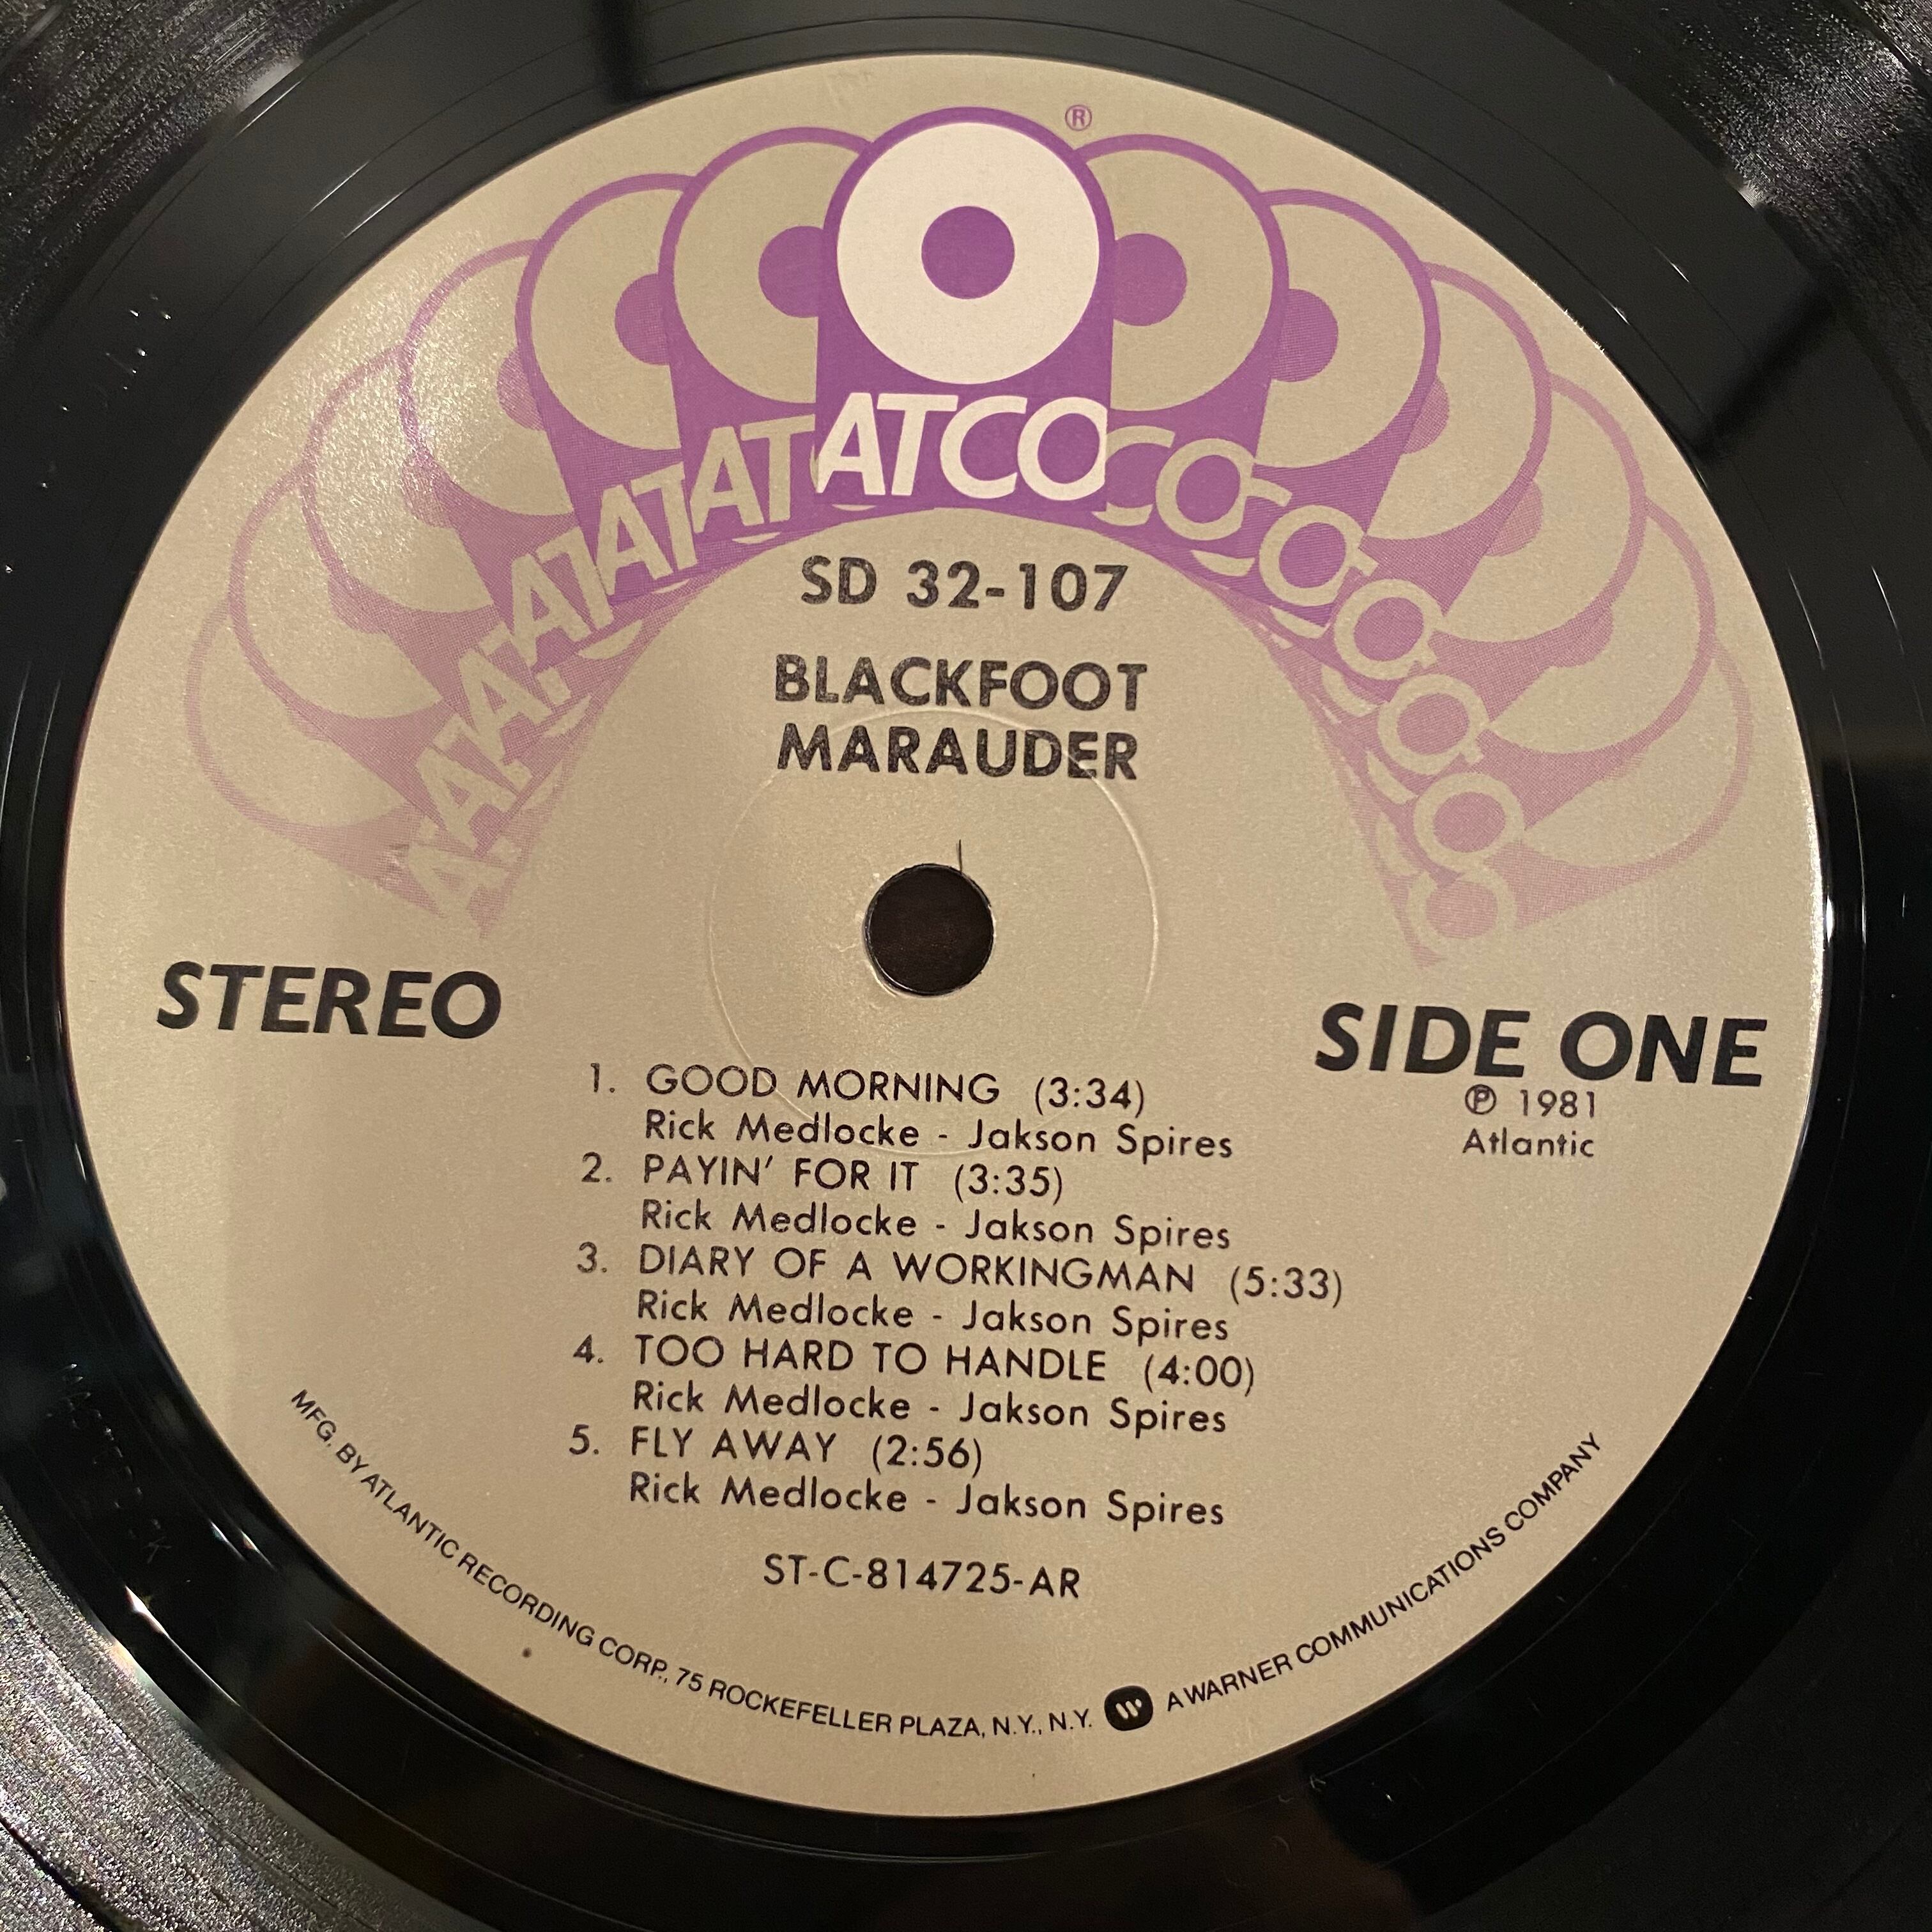 ®
ATCO
SD 32-107
BLACKFOOT
MARAUDER
STEREO
SIDE ONE
℗ 1981
Atlantic
1. GOOD MORNING (3:34)
Rick Medlocke - Jakson Spires
2. PAYIN' FOR IT (3:35)
Rick Medlocke - Jakson Spires
3. DIARY OF A WORKINGMAN (5:33)
Rick Medlocke - Jakson Spires
4. TOO HARD TO HANDLE (4:00)
Rick Medlocke - Jakson Spires
5. FLY AWAY (2:56)
Rick Medlocke - Jakson Spires
ST-C-814725-AR
MFG. BY ATLANTIC RECORDING CORP., 75 ROCKEFELLER PLAZA, N.Y., N.Y. W A WARNER COMMUNICATIONS COMPANY